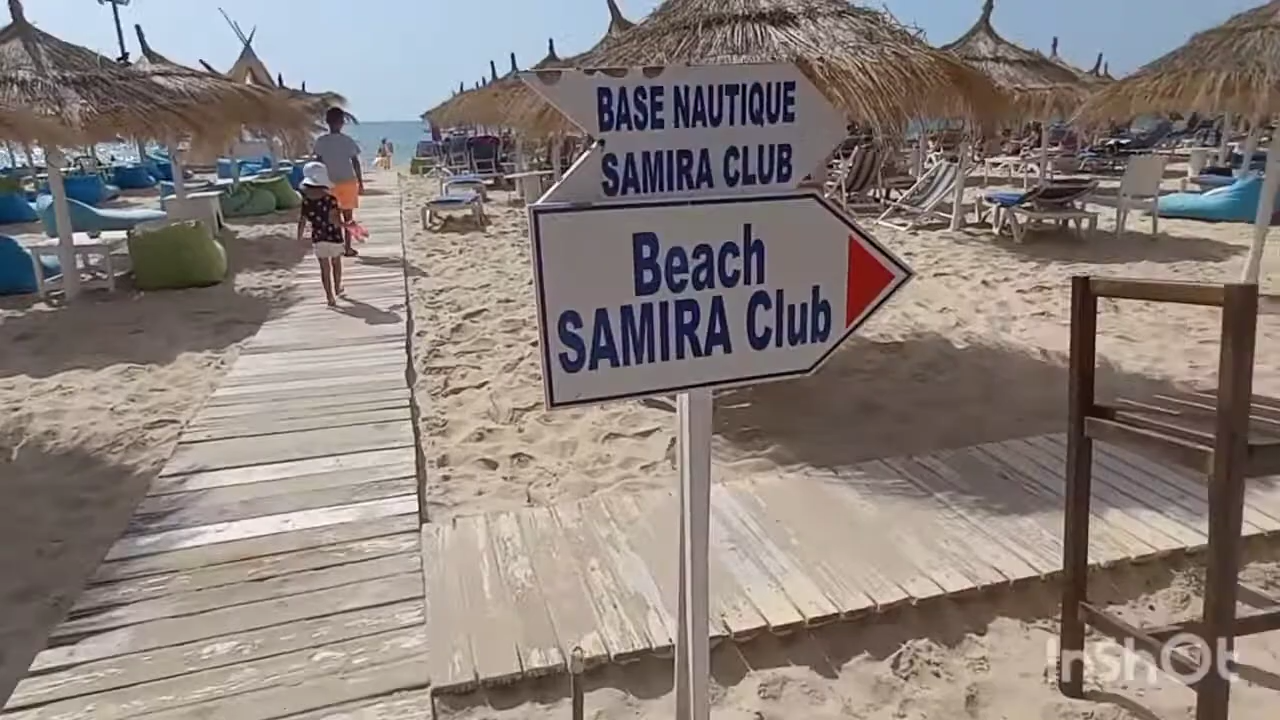 BASE NAUTIQUE
SAMIRA CLUB
Beach
SAMIRA Club
InShOt